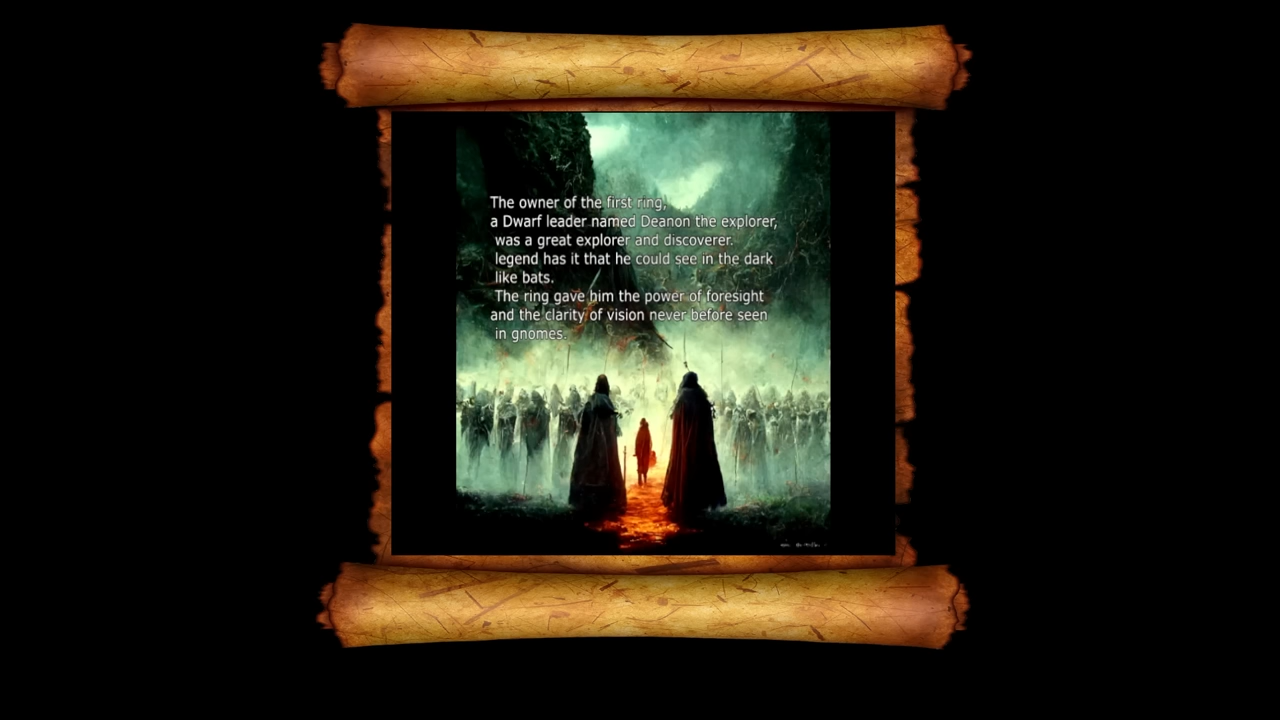 The owner of the first ring,
a Dwarf leader named Deanon the explorer,
was a great explorer and discoverer.
legend has it that he could see in the dark
like bats.
The ring gave him the power of foresight
and the clarity of vision never before seen
in gnomes.